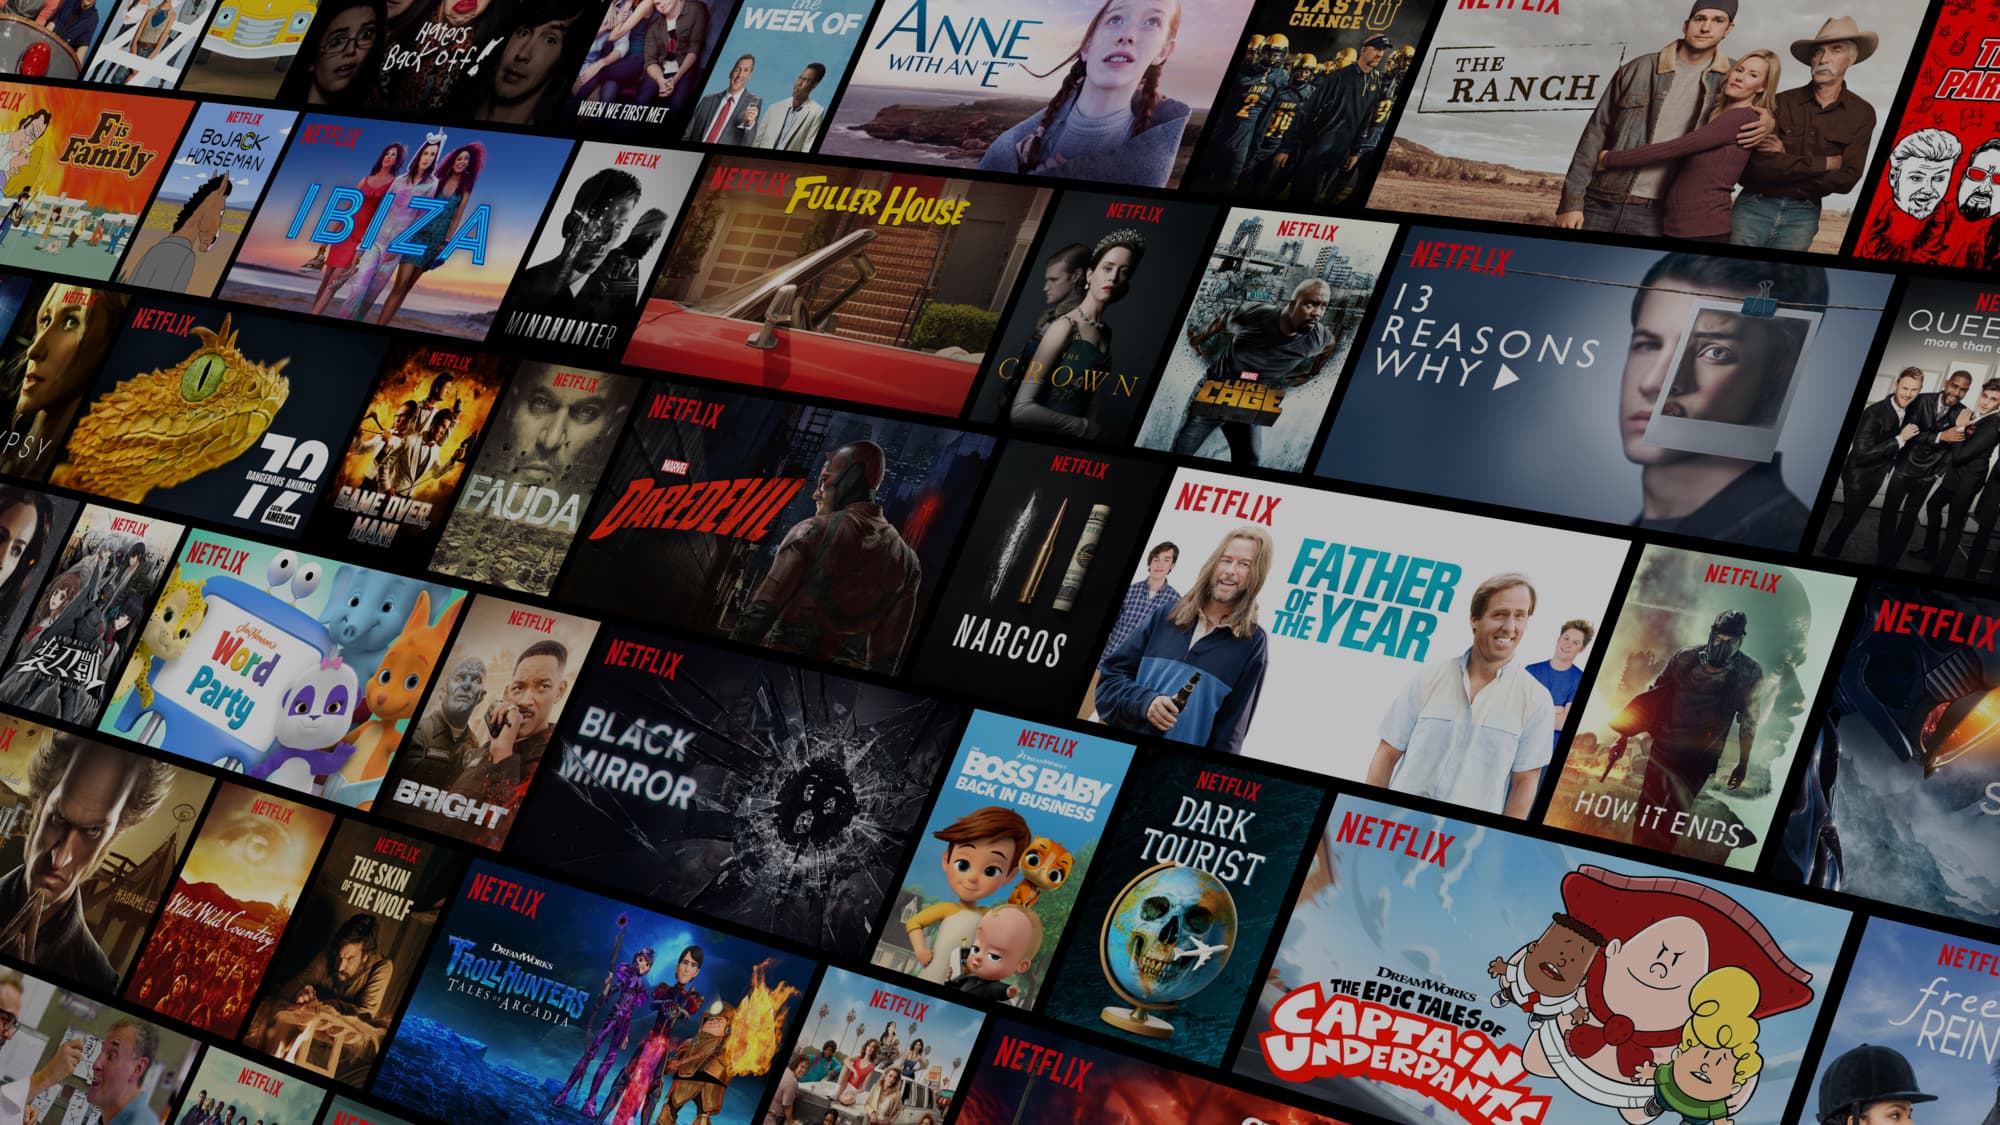 Haters
Back off!
WHEN WE FIRST MET
the
WEEK OF
ANNE
WITH AN "E"
LAST
CHANCE U
NETFLIX
THE
RANCH
F is
for
Family
NETFLIX
BOJACK
HORSEMAN
NETFLIX
IBIZA
NETFLIX
MINDHUNTER
NETFLIX
FULLER HOUSE
NETFLIX
THE
CROWN
NETFLIX
MARVEL
LUKE
CAGE
NETFLIX
13
REASONS
WHY
more than a
NETFLIX
NETFLIX
72
DANGEROUS ANIMALS
LATIN
AMERICA
NETFLIX
GAME OVER,
MAN!
NETFLIX
FAUDA
NETFLIX
MARVEL
DAREDEVIL
NETFLIX
NARCOS
NETFLIX
FATHER
OF
THE YEAR
NETFLIX
HOW IT ENDS
NETFLIX
NETFLIX
NETFLIX
Jim Henson's
Word
Party
NETFLIX
BRIGHT
NETFLIX
BLACK
MIRROR
NETFLIX
DREAMWORKS
THE
BOSS BABY
BACK IN BUSINESS
NETFLIX
DARK
TOURIST
NETFLIX
DREAMWORKS
THE EPIC TALES OF
CAPTAIN
UNDERPANTS
NETFLIX
Wild Wild Country
NETFLIX
THE SKIN
OF THE WOLF
NETFLIX
DREAMWORKS
TROLLHUNTERS
TALES OF ARCADIA
NETFLIX
NETFLIX
NETFLIX
free
REIN